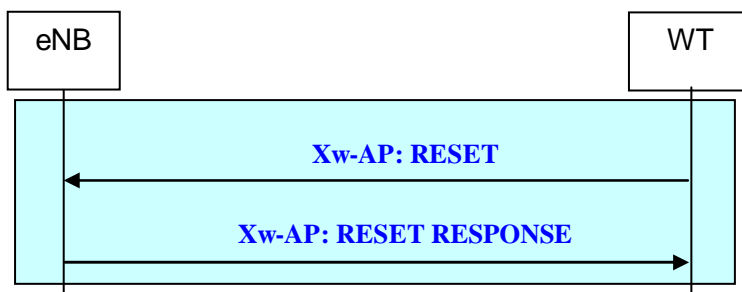 eNB
WT
Xw-AP: RESET
Xw-AP: RESET RESPONSE